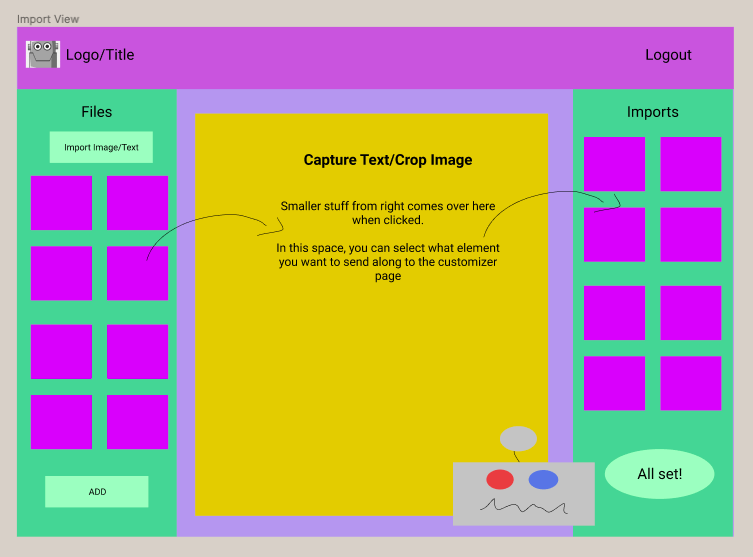 Import View
Logo/Title
Logout
Files
Import Image/Text
ADD
Capture Text/Crop Image
Smaller stuff from right comes over here
when clicked.
In this space, you can select what element
you want to send along to the customizer
page
Imports
All set!